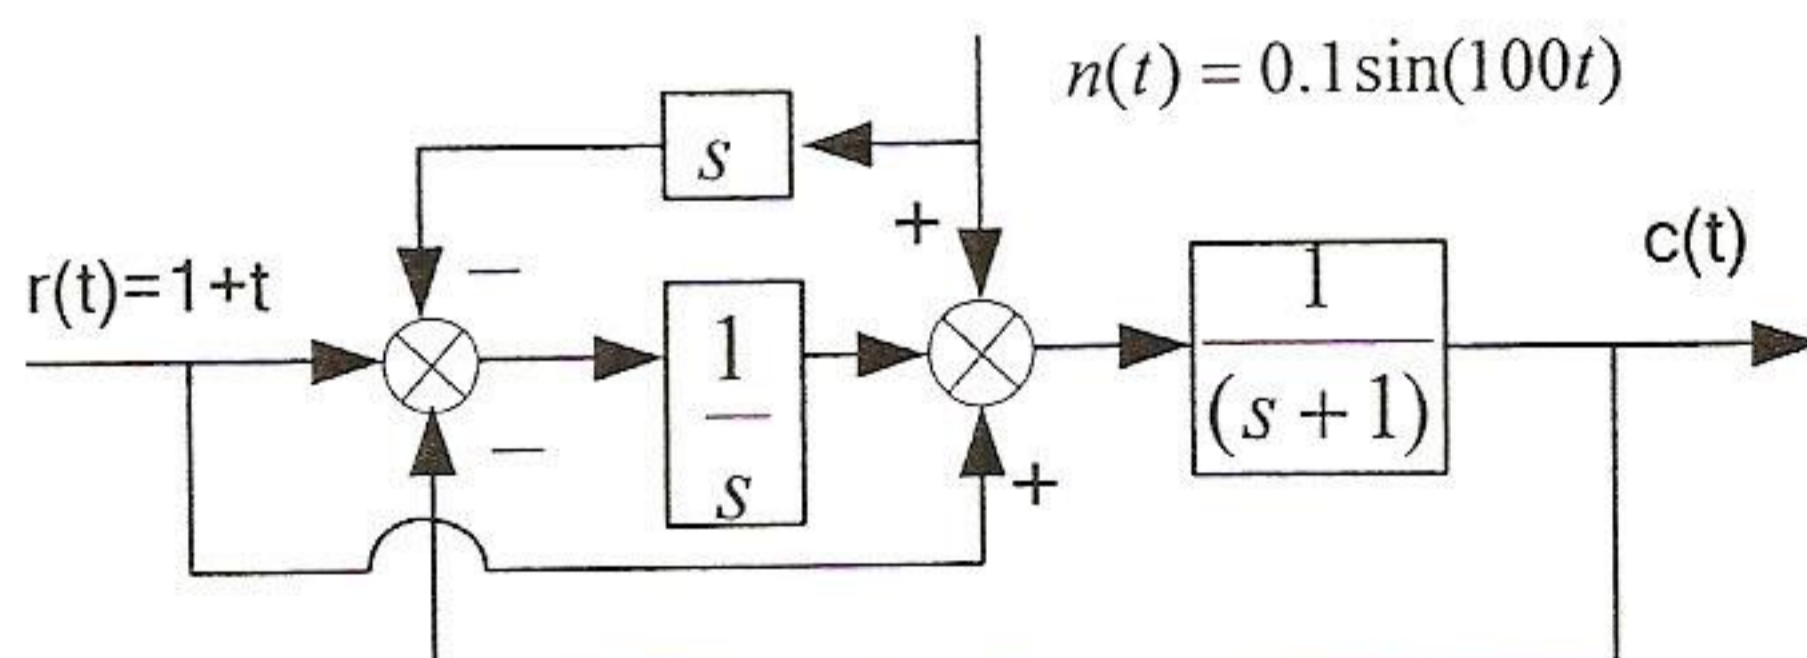 n(t) = 0.1sin(100t)
s
+
c(t)
r(t)=1+t
−
1
s
1
(s + 1)
−
+